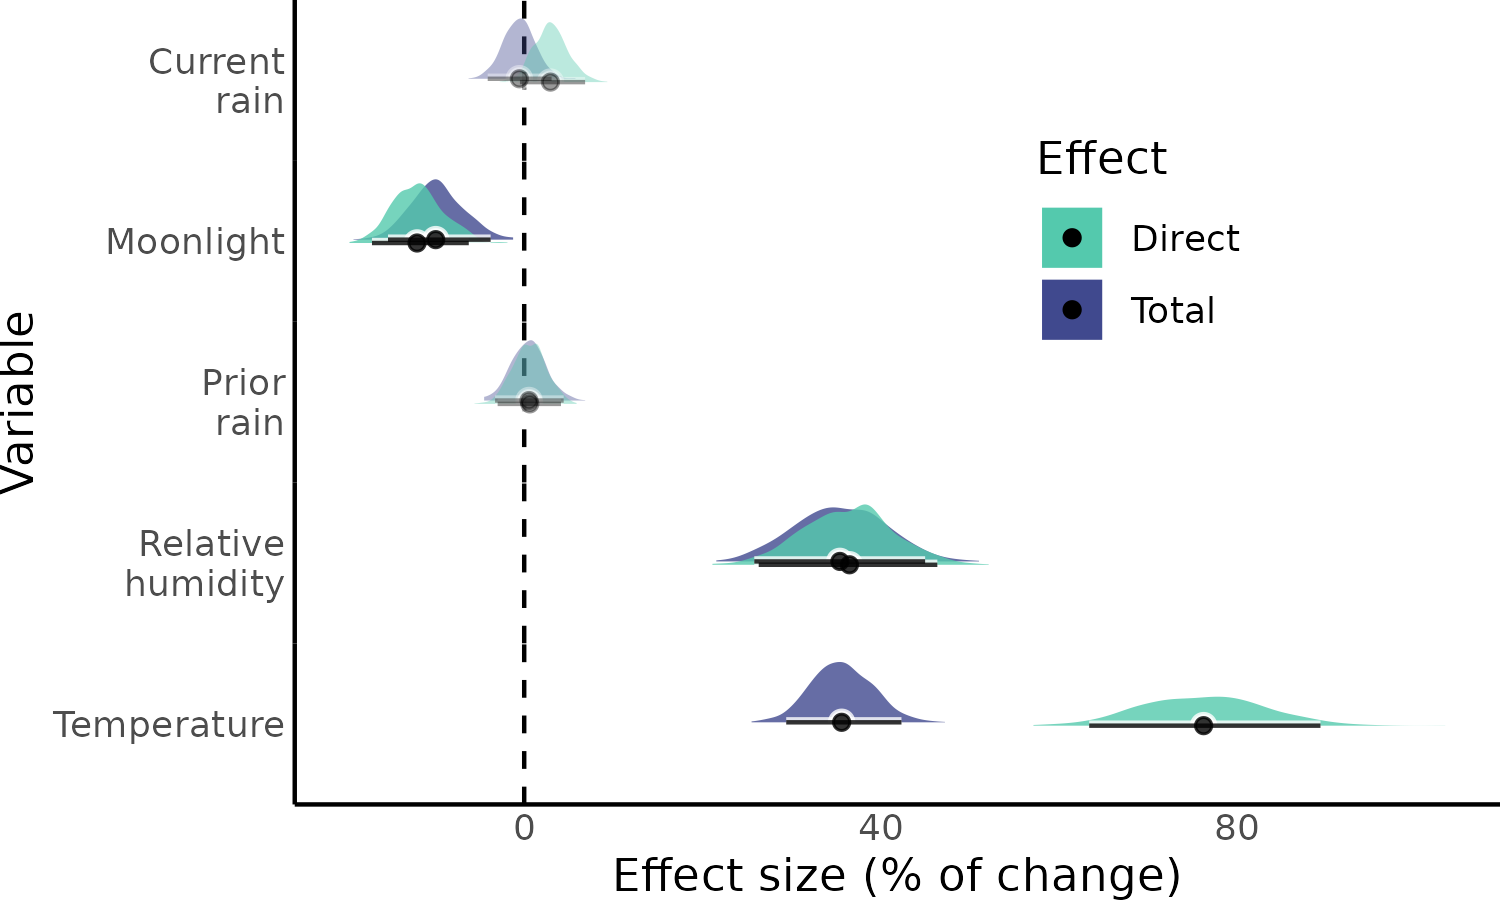 Current
rain
Moonlight
Prior
rain
Relative
humidity
Temperature
Variable
Effect
Direct
Total
0 40 80
Effect size (% of change)